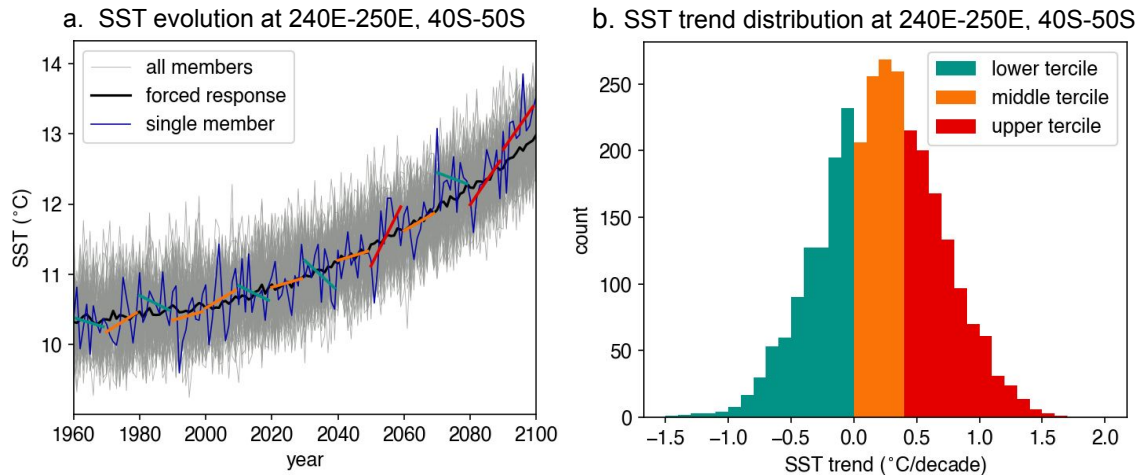 a. SST evolution at 240E-250E, 40S-50S
all members
forced response
single member
14
13
12
11
10
SST (°C)
1960 1980 2000 2020 2040 2060 2080 2100
year
b. SST trend distribution at 240E-250E, 40S-50S
lower tercile
middle tercile
upper tercile
250
200
150
100
50
0
count
−1.5 −1.0 −0.5 0.0 0.5 1.0 1.5 2.0
SST trend (°C/decade)